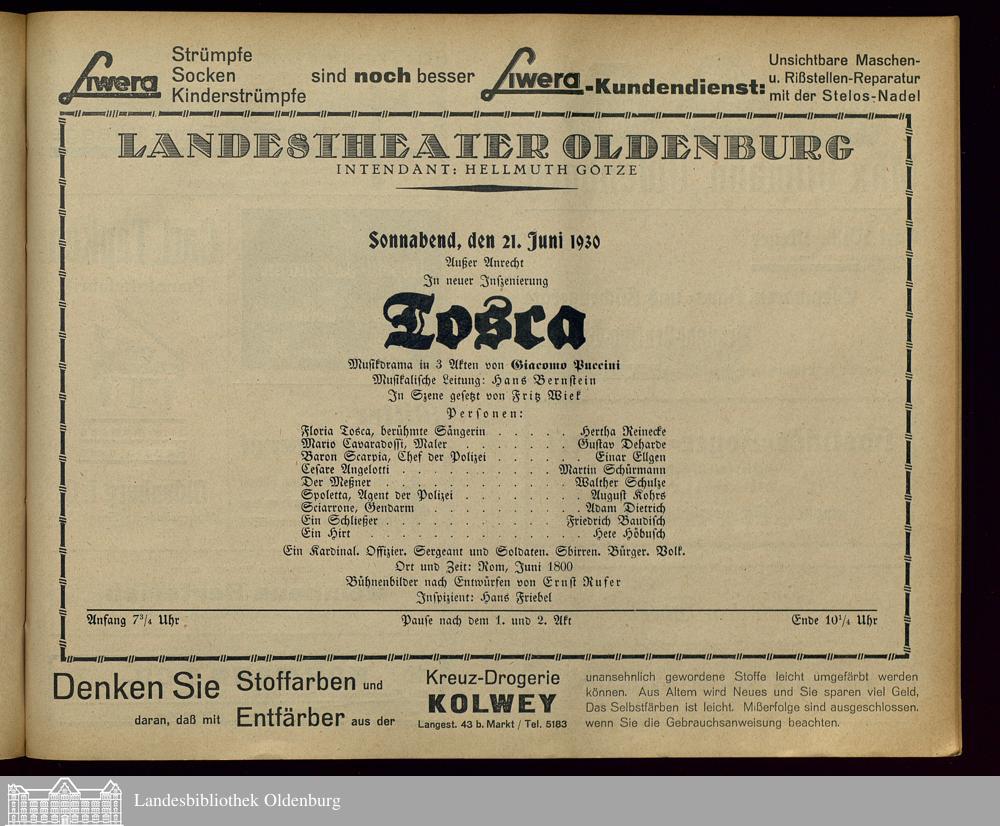 Liwera
Strümpfe
Socken
Kinderstrümpfe
sind noch besser
Liwera-Kundendienst:
Unsichtbare Maschen-
u. Rißstellen-Reparatur
mit der Stelos-Nadel
LANDESTHEATER OLDENBURG
INTENDANT: HELLMUTH GÖTZE
Sonnabend, den 21. Juni 1930
Außer Anrecht
In neuer Inszenierung
Tosca
Musikdrama in 3 Akten von Giacomo Puccini
Musikalische Leitung: Hans Bernstein
In Szene gesetzt von Fritz Wiek
Personen:
Floria Tosca, berühmte Sängerin . . . . . Hertha Reinecke
Mario Cavaradossi, Maler . . . . . . . Gustav Deharde
Baron Scarpia, Chef der Polizei . . . . . . Einar Ellgen
Cesare Angelotti . . . . . . . . . . Martin Schürmann
Der Meßner . . . . . . . . . . . . Walther Schulze
Spoletta, Agent der Polizei . . . . . . . . August Kohrs
Sciarrone, Gendarm . . . . . . . . . . Adam Dietrich
Ein Schließer . . . . . . . . . . . Friedrich Baudisch
Ein Hirt . . . . . . . . . . . . . Hete Höbusch
Ein Kardinal. Offizier. Sergeant und Soldaten. Sbirren. Bürger. Volk.
Ort und Zeit: Rom, Juni 1800
Bühnenbilder nach Entwürfen von Ernst Rufer
Inspizient: Hans Friebel
Anfang 7¾ Uhr Pause nach dem 1. und 2. Akt Ende 10¼ Uhr
Denken Sie
daran, daß mit
Stoffarben und
Entfärber aus der
Kreuz-Drogerie
KOLWEY
Langest. 43 b. Markt / Tel. 5183
unansehnlich gewordene Stoffe leicht umgefärbt werden
können. Aus Altem wird Neues und Sie sparen viel Geld,
Das Selbstfärben ist leicht. Mißerfolge sind ausgeschlossen.
wenn Sie die Gebrauchsanweisung beachten.
Landesbibliothek Oldenburg